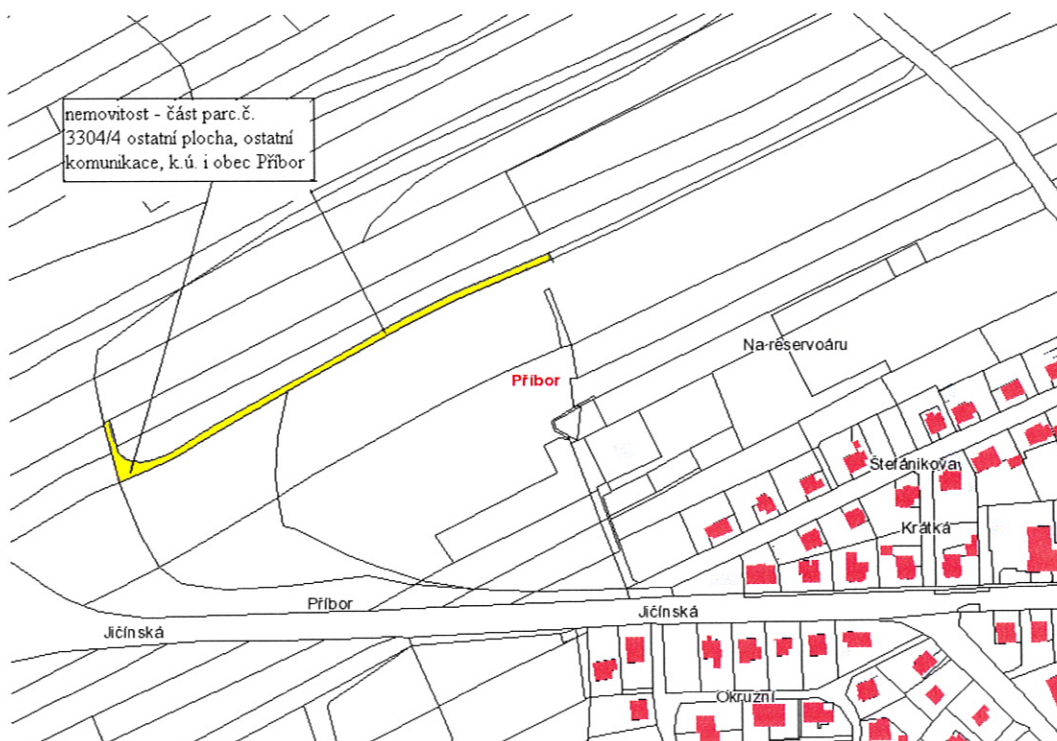 nemovitost - část parc.č.
3304/4 ostatní plocha, ostatní
komunikace, k.ú. i obec Příbor
Na reservoáru
Příbor
Štefánikova
Krátká
Příbor
Jičínská
Jičínská
Okružní